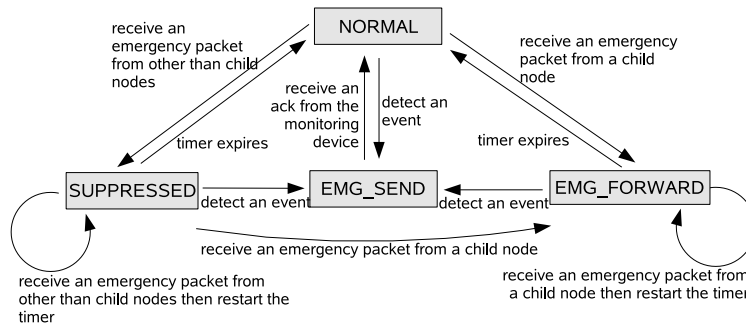 receive an
emergency packet
from other than child
nodes
NORMAL
receive an emergency
packet from a child
node
receive an
ack from the
monitoring
device
detect an
event
timer expires
timer expires
SUPPRESSED
EMG_SEND
EMG_FORWARD
detect an event
detect an event
receive an emergency packet from a child node
receive an emergency packet from
other than child nodes then restart the
timer
receive an emergency packet from
a child node then restart the timer